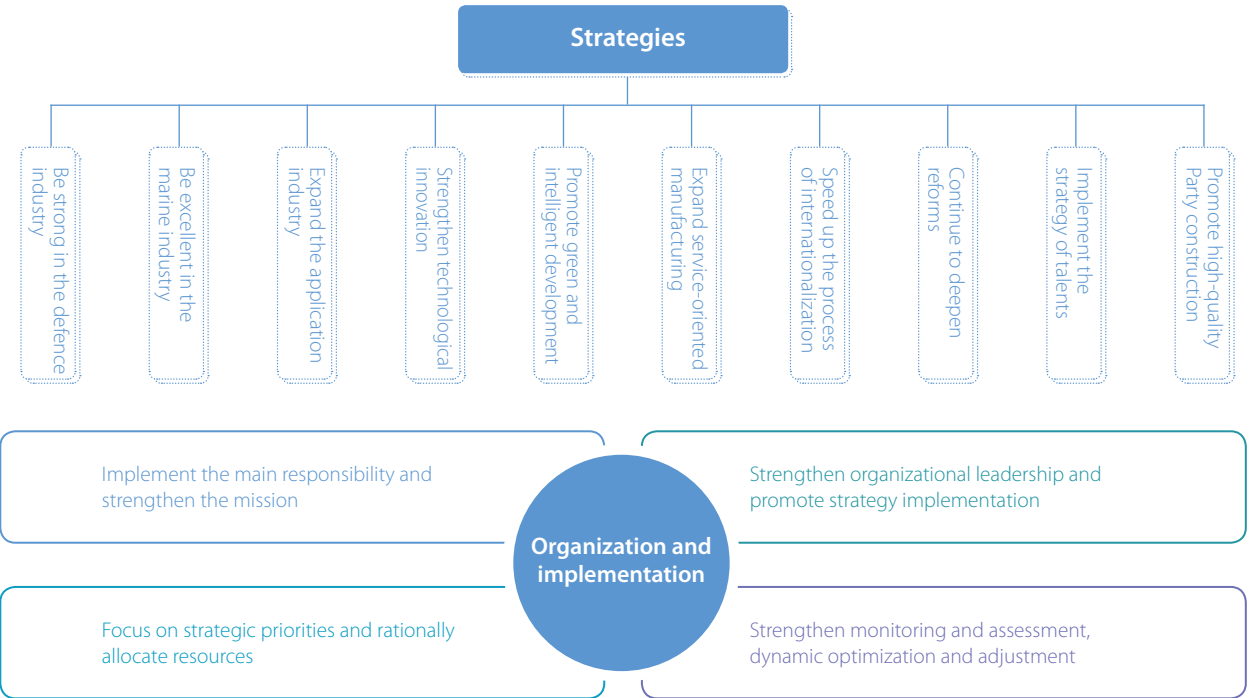 Strategies
Be strong in the defence
industry
Be excellent in the
marine industry
Expand the application
industry
Strengthen technological
innovation
Promote green and
intelligent development
Expand service-oriented
manufacturing
Speed up the process
of internationalization
Continue to deepen
reforms
Implement the
strategy of talents
Promote high-quality
Party construction
Implement the main responsibility and
strengthen the mission
Strengthen organizational leadership and
promote strategy implementation
Organization and
implementation
Focus on strategic priorities and rationally
allocate resources
Strengthen monitoring and assessment,
dynamic optimization and adjustment